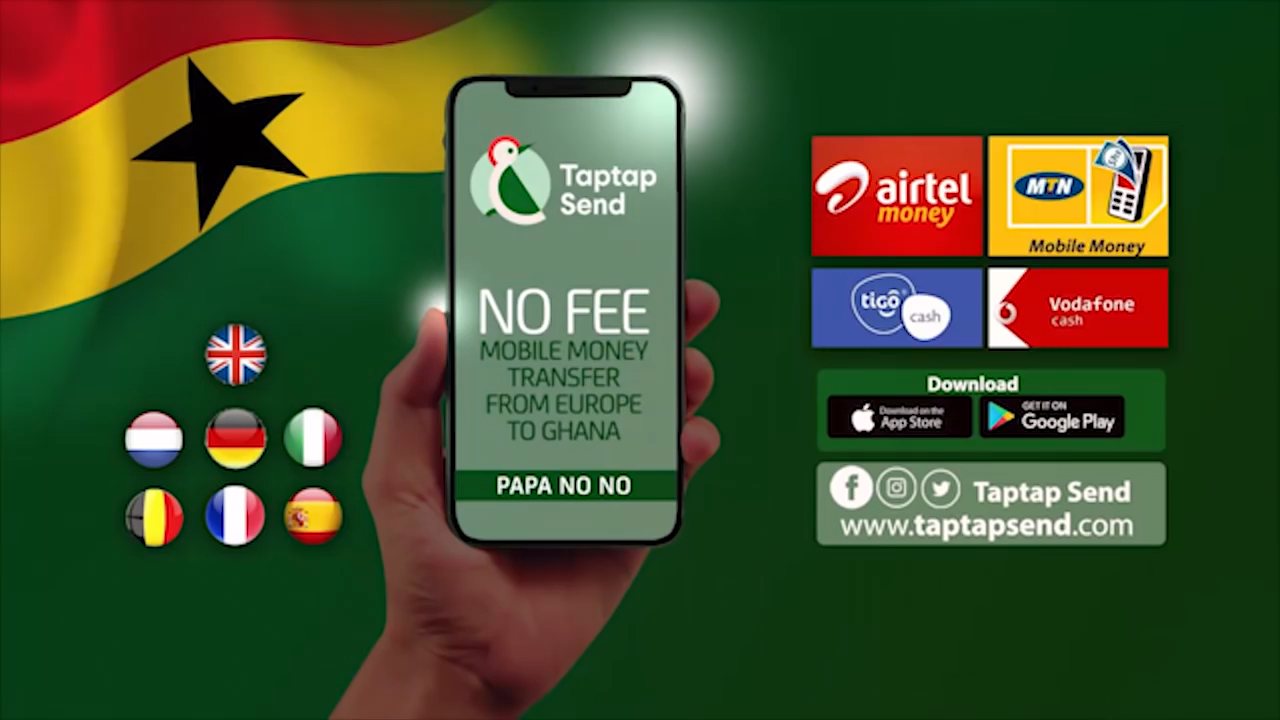 Taptap
Send
NO FEE
MOBILE MONEY
TRANSFER
FROM EUROPE
TO GHANA
PAPA NO NO
airtel
money
MTN
Mobile Money
tigo
cash
Vodafone
cash
Download
Download on the
App Store
GET IT ON
Google Play
Taptap Send
www.taptapsend.com